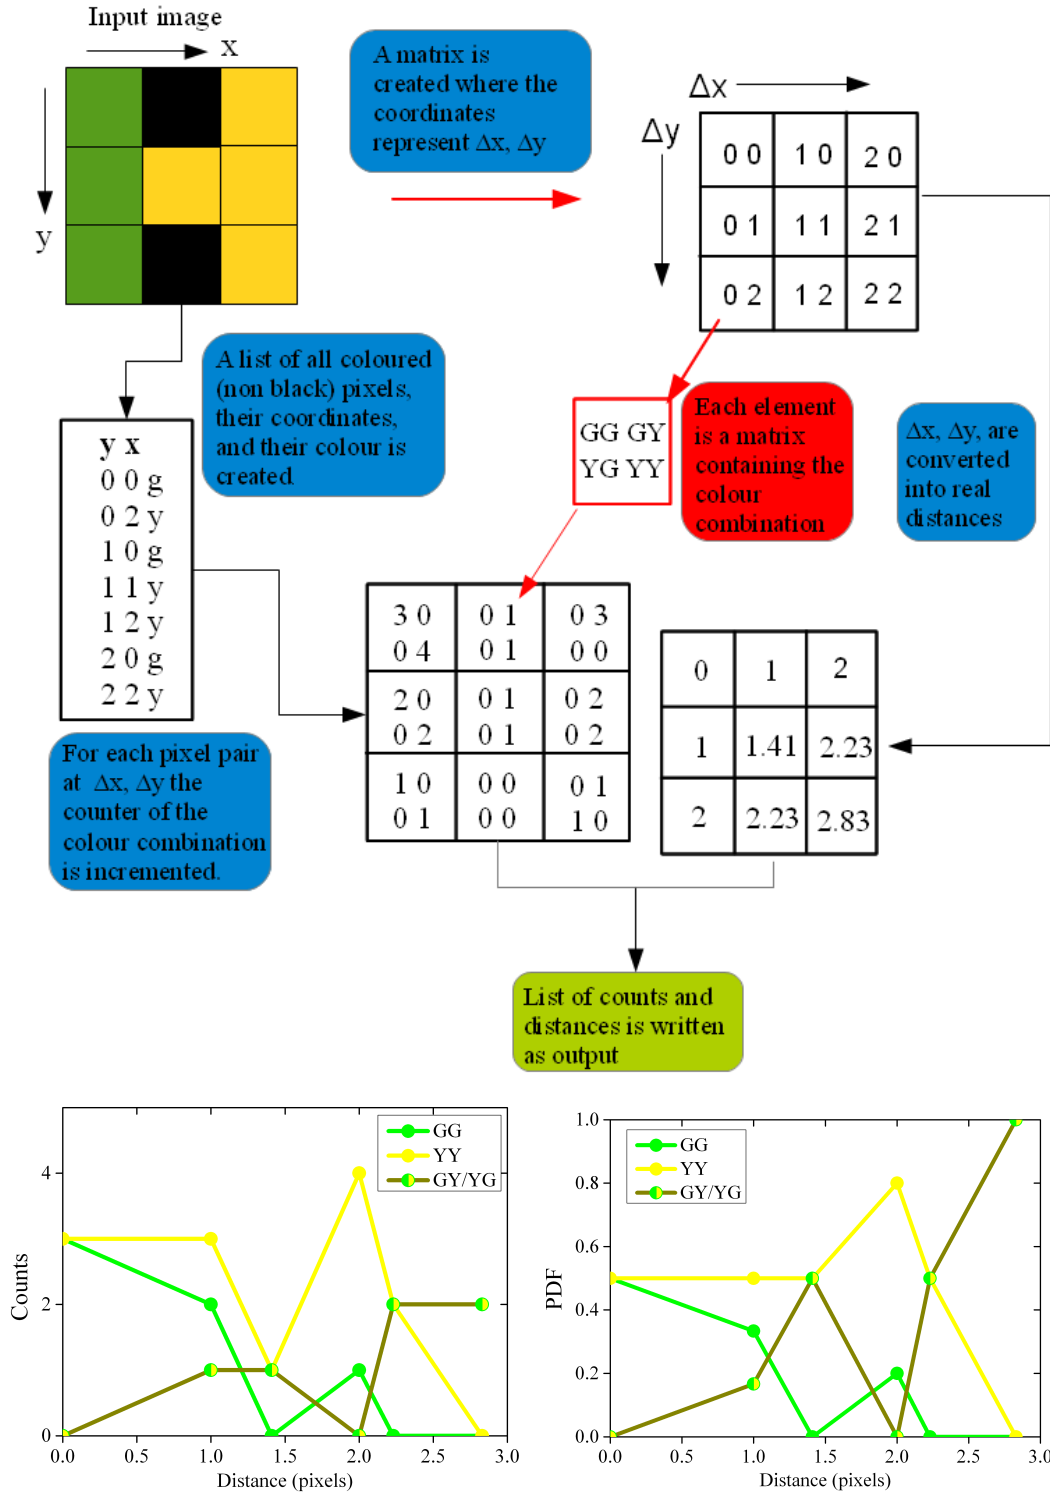 Input image
x
y
A matrix is
created where the
coordinates
represent Δx, Δy
Δx
Δy
0 0 1 0 2 0
0 1 1 1 2 1
0 2 1 2 2 2
A list of all coloured
(non black) pixels,
their coordinates,
and their colour is
created
y x
0 0 g
0 2 y
1 0 g
1 1 y
1 2 y
2 0 g
2 2 y
GG GY
YG YY
Each element
is a matrix
containing the
colour
combination
Δx, Δy, are
converted
into real
distances
For each pixel pair
at Δx, Δy the
counter of the
colour combination
is incremented.
3 0 0 1 0 3
0 4 0 1 0 0
2 0 0 1 0 2
0 2 0 1 0 2
1 0 0 0 0 1
0 1 0 0 1 0
0 1 2
1 1.41 2.23
2 2.23 2.83
List of counts and
distances is written
as output
GG
YY
GY/YG
4
2
0
Counts
0.0 0.5 1.0 1.5 2.0 2.5 3.0
Distance (pixels)
GG
YY
GY/YG
1.0
0.8
0.6
0.4
0.2
0.0
PDF
0.0 0.5 1.0 1.5 2.0 2.5 3.0
Distance (pixels)